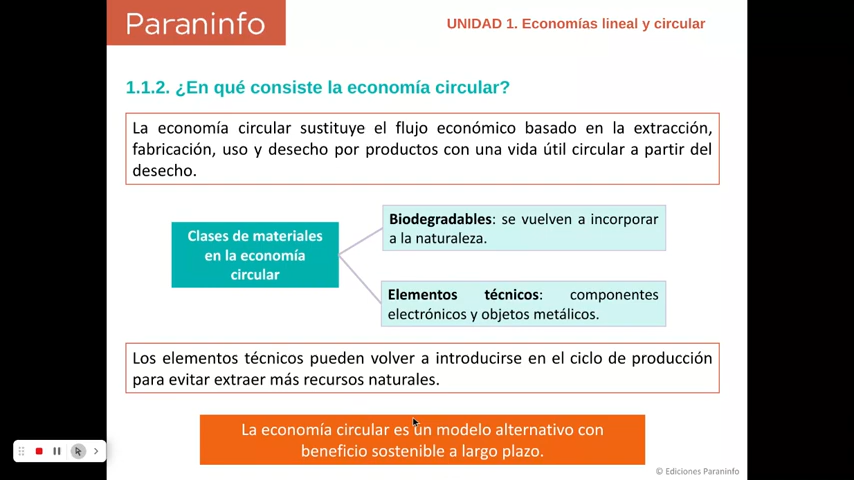 Paraninfo
UNIDAD 1. Economías lineal y circular
1.1.2. ¿En qué consiste la economía circular?
La economía circular sustituye el flujo económico basado en la extracción,
fabricación, uso y desecho por productos con una vida útil circular a partir del
desecho.
Clases de materiales
en la economía
circular
Biodegradables: se vuelven a incorporar
a la naturaleza.
Elementos técnicos: componentes
electrónicos y objetos metálicos.
Los elementos técnicos pueden volver a introducirse en el ciclo de producción
para evitar extraer más recursos naturales.
La economía circular es un modelo alternativo con
beneficio sostenible a largo plazo.
© Ediciones Paraninfo